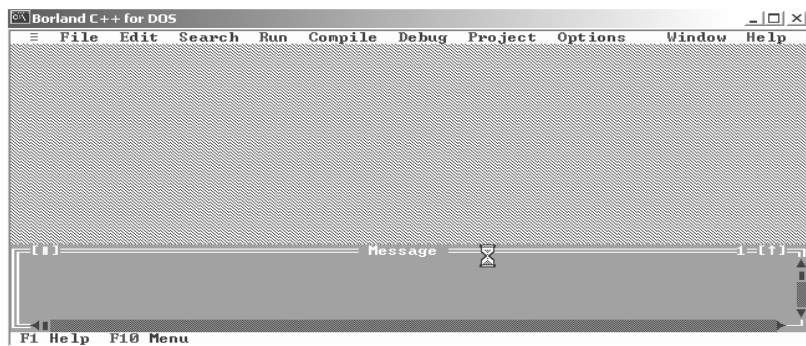 Borland C++ for DOS
≡ File Edit Search Run Compile Debug Project Options Window Help
[▮] Message 1=[↑]
F1 Help F10 Menu